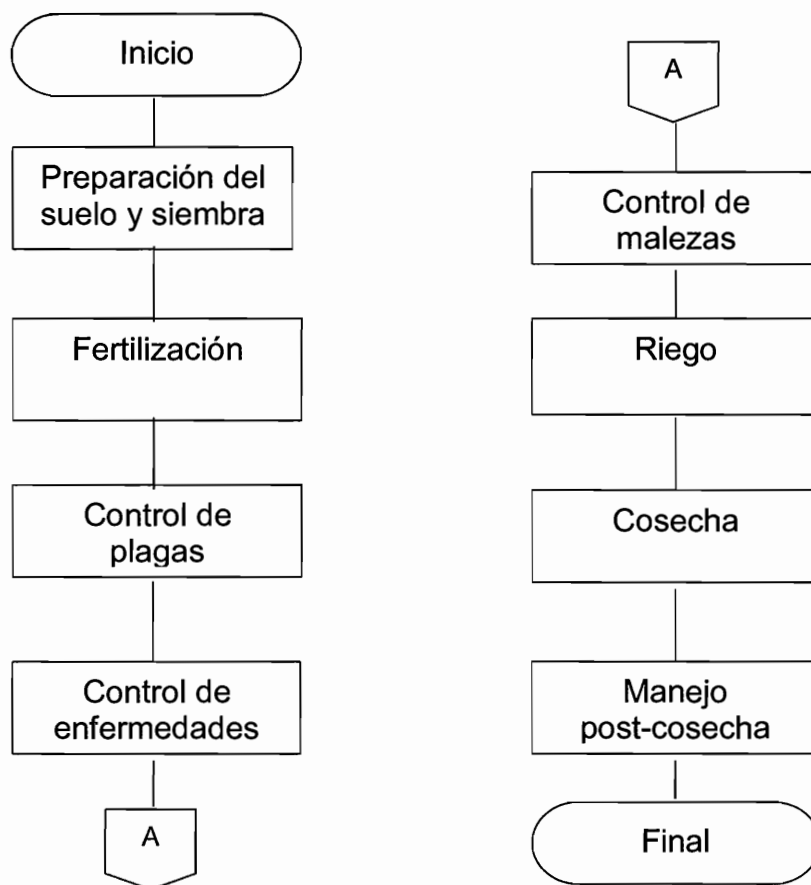 Inicio
Preparación del
suelo y siembra
Fertilización
Control de
plagas
Control de
enfermedades
A
A
Control de
malezas
Riego
Cosecha
Manejo
post-cosecha
Final